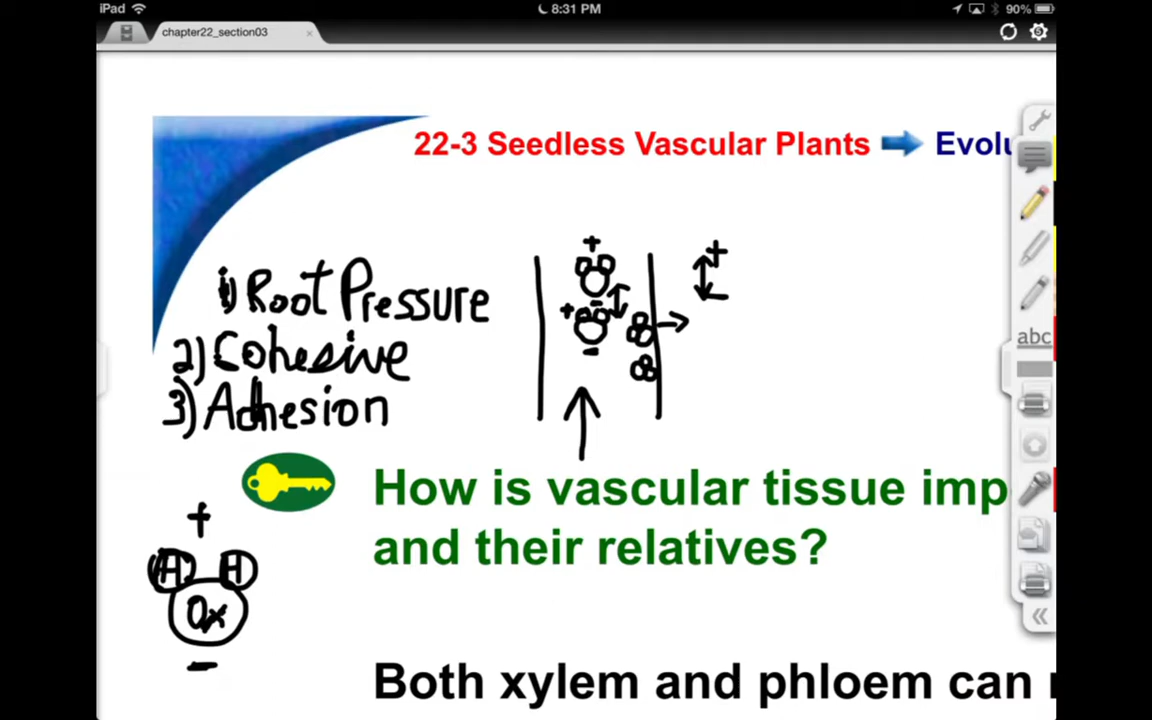 iPad 8:31 PM 90%
chapter22_section03 ×
22-3 Seedless Vascular Plants Evolu
1) Root Pressure
2) Cohesive
3) Adhesion
+
+
-
+
-
abc
How is vascular tissue imp
and their relatives?
+
H H
Ox
-
Both xylem and phloem can